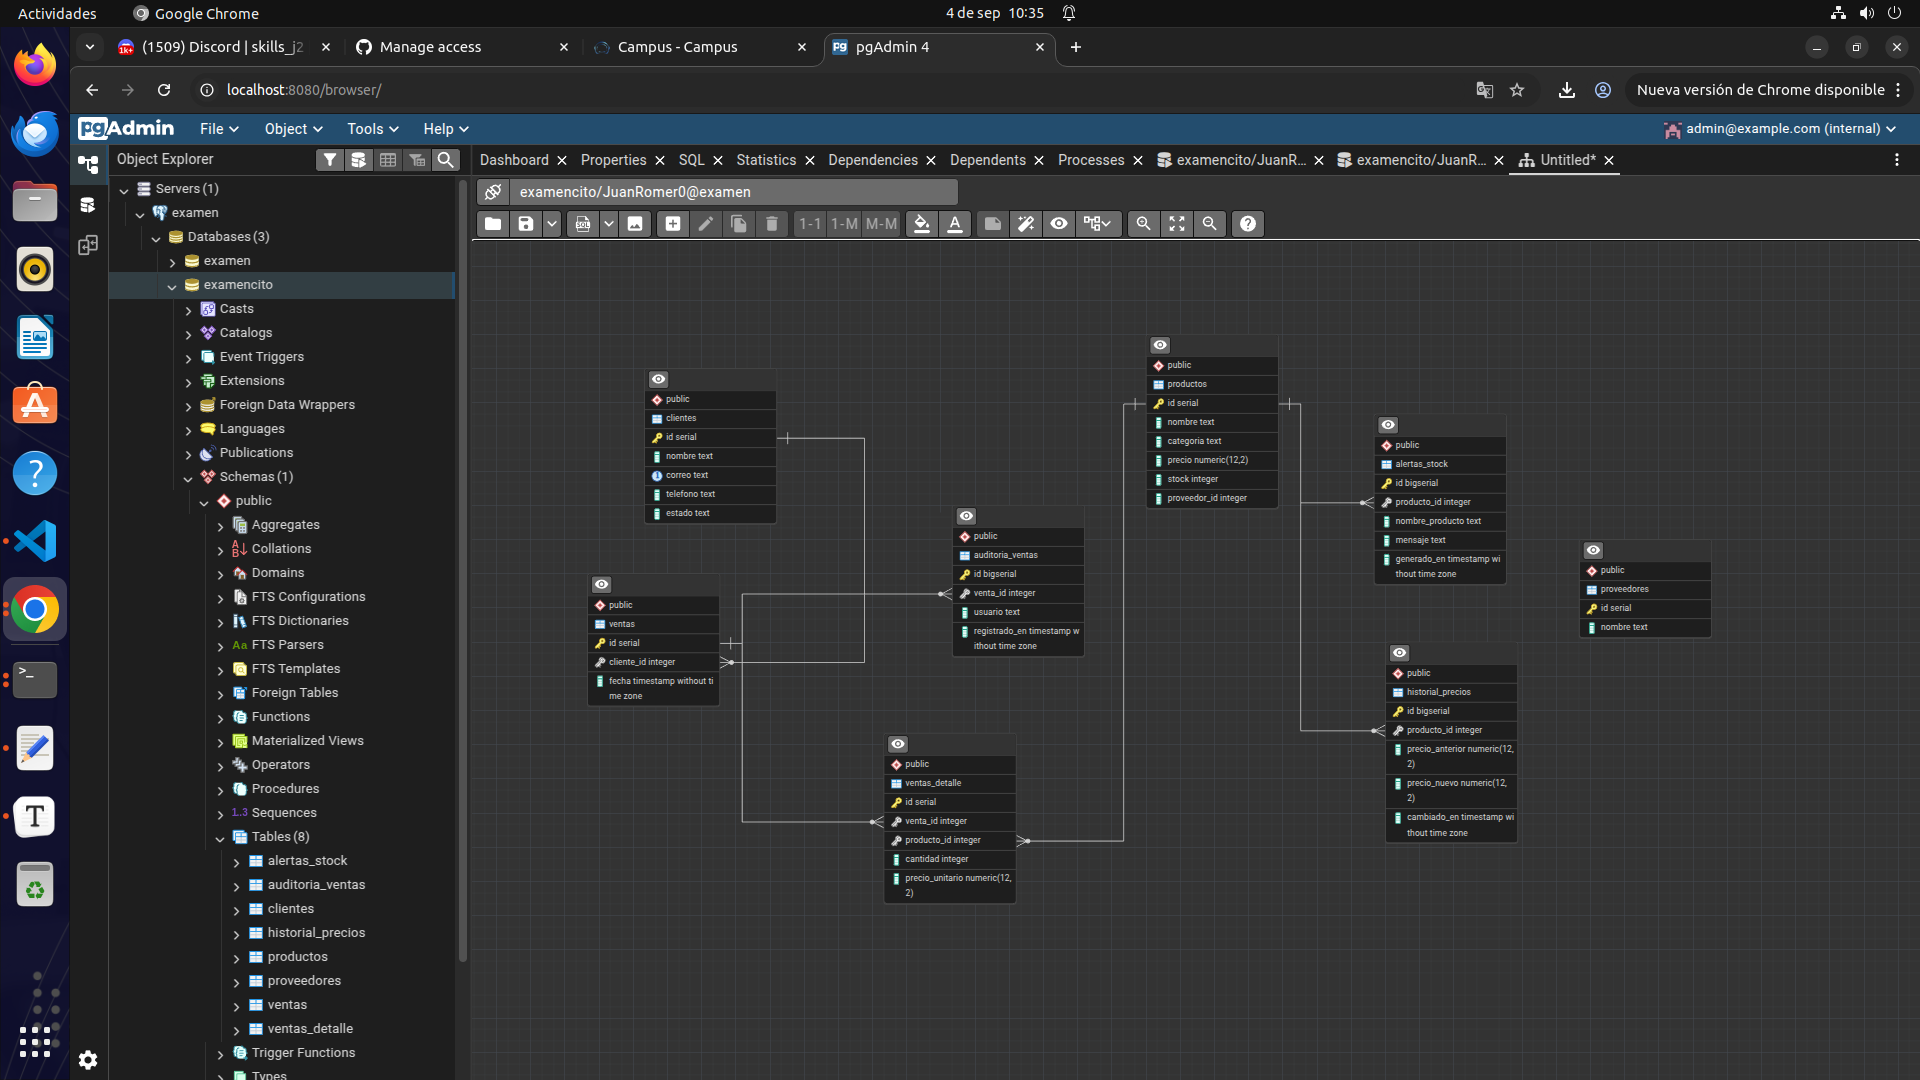 Actividades
Google Chrome
4 de sep 10:35
(1509) Discord | skills_j2
Manage access
Campus - Campus
pgAdmin 4
localhost:8080/browser/
Nueva versión de Chrome disponible
pgAdmin
File
Object
Tools
Help
admin@example.com (internal)
Object Explorer
Dashboard
Properties
SQL
Statistics
Dependencies
Dependents
Processes
examencito/JuanR...
examencito/JuanR...
Untitled*
examencito/JuanRomer0@examen
1-1
1-M
M-M
Servers (1)
examen
Databases (3)
examen
examencito
Casts
Catalogs
Event Triggers
Extensions
Foreign Data Wrappers
Languages
Publications
Schemas (1)
public
Aggregates
Collations
Domains
FTS Configurations
FTS Dictionaries
FTS Parsers
FTS Templates
Foreign Tables
Functions
Materialized Views
Operators
Procedures
Sequences
Tables (8)
alertas_stock
auditoria_ventas
clientes
historial_precios
productos
proveedores
ventas
ventas_detalle
Trigger Functions
Types
public
clientes
id serial
nombre text
correo text
telefono text
estado text
public
ventas
id serial
cliente_id integer
fecha timestamp without ti
me zone
public
auditoria_ventas
id bigserial
venta_id integer
usuario text
registrado_en timestamp w
ithout time zone
public
ventas_detalle
id serial
venta_id integer
producto_id integer
cantidad integer
precio_unitario numeric(12,
2)
public
productos
id serial
nombre text
categoria text
precio numeric(12,2)
stock integer
proveedor_id integer
public
alertas_stock
id bigserial
producto_id integer
nombre_producto text
mensaje text
generado_en timestamp wi
thout time zone
public
historial_precios
id bigserial
producto_id integer
precio_anterior numeric(12,
2)
precio_nuevo numeric(12,
2)
cambiado_en timestamp wi
thout time zone
public
proveedores
id serial
nombre text